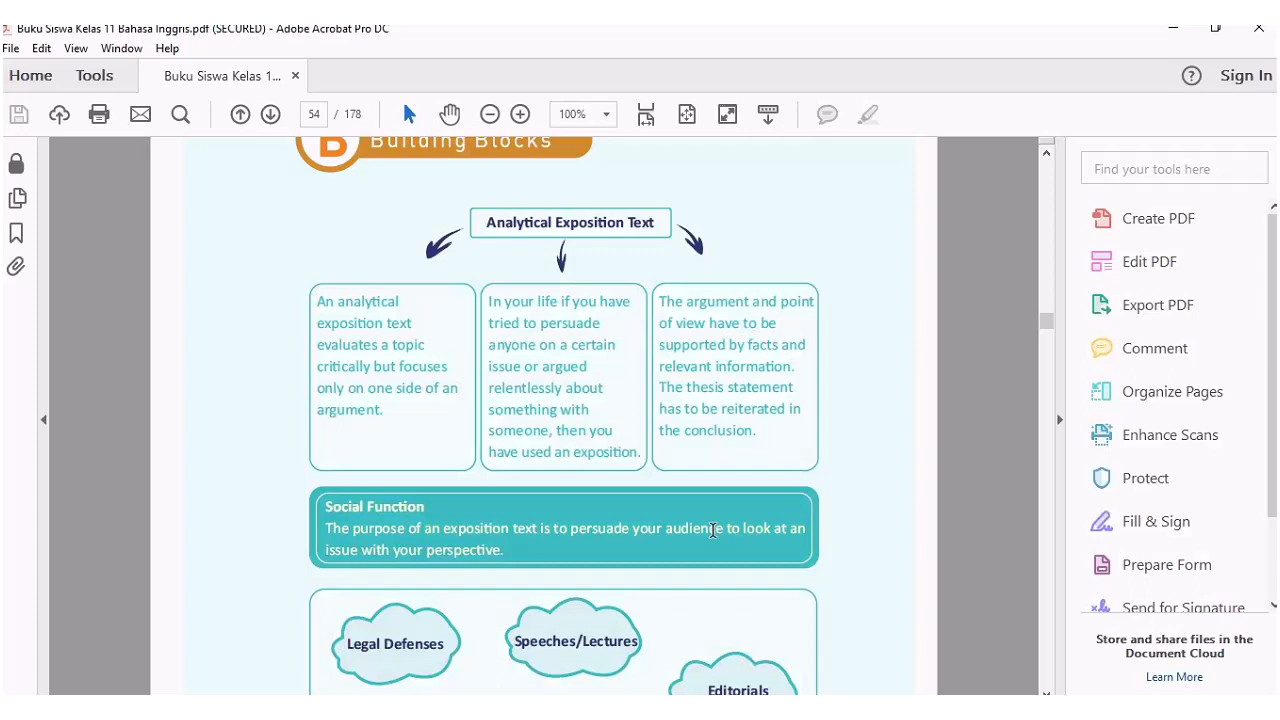 Buku Siswa Kelas 11 Bahasa Inggris.pdf (SECURED) - Adobe Acrobat Pro DC
File Edit View Window Help
Home Tools Buku Siswa Kelas 1... × Sign In
54 / 178 100%
B Building Blocks
Analytical Exposition Text
An analytical
exposition text
evaluates a topic
critically but focuses
only on one side of an
argument.
In your life if you have
tried to persuade
anyone on a certain
issue or argued
relentlessly about
something with
someone, then you
have used an exposition.
The argument and point
of view have to be
supported by facts and
relevant information.
The thesis statement
has to be reiterated in
the conclusion.
Social Function
The purpose of an exposition text is to persuade your audience to look at an
issue with your perspective.
Legal Defenses
Speeches/Lectures
Editorials
Find your tools here
Create PDF
Edit PDF
Export PDF
Comment
Organize Pages
Enhance Scans
Protect
Fill & Sign
Prepare Form
Send for Signature
Store and share files in the
Document Cloud
Learn More